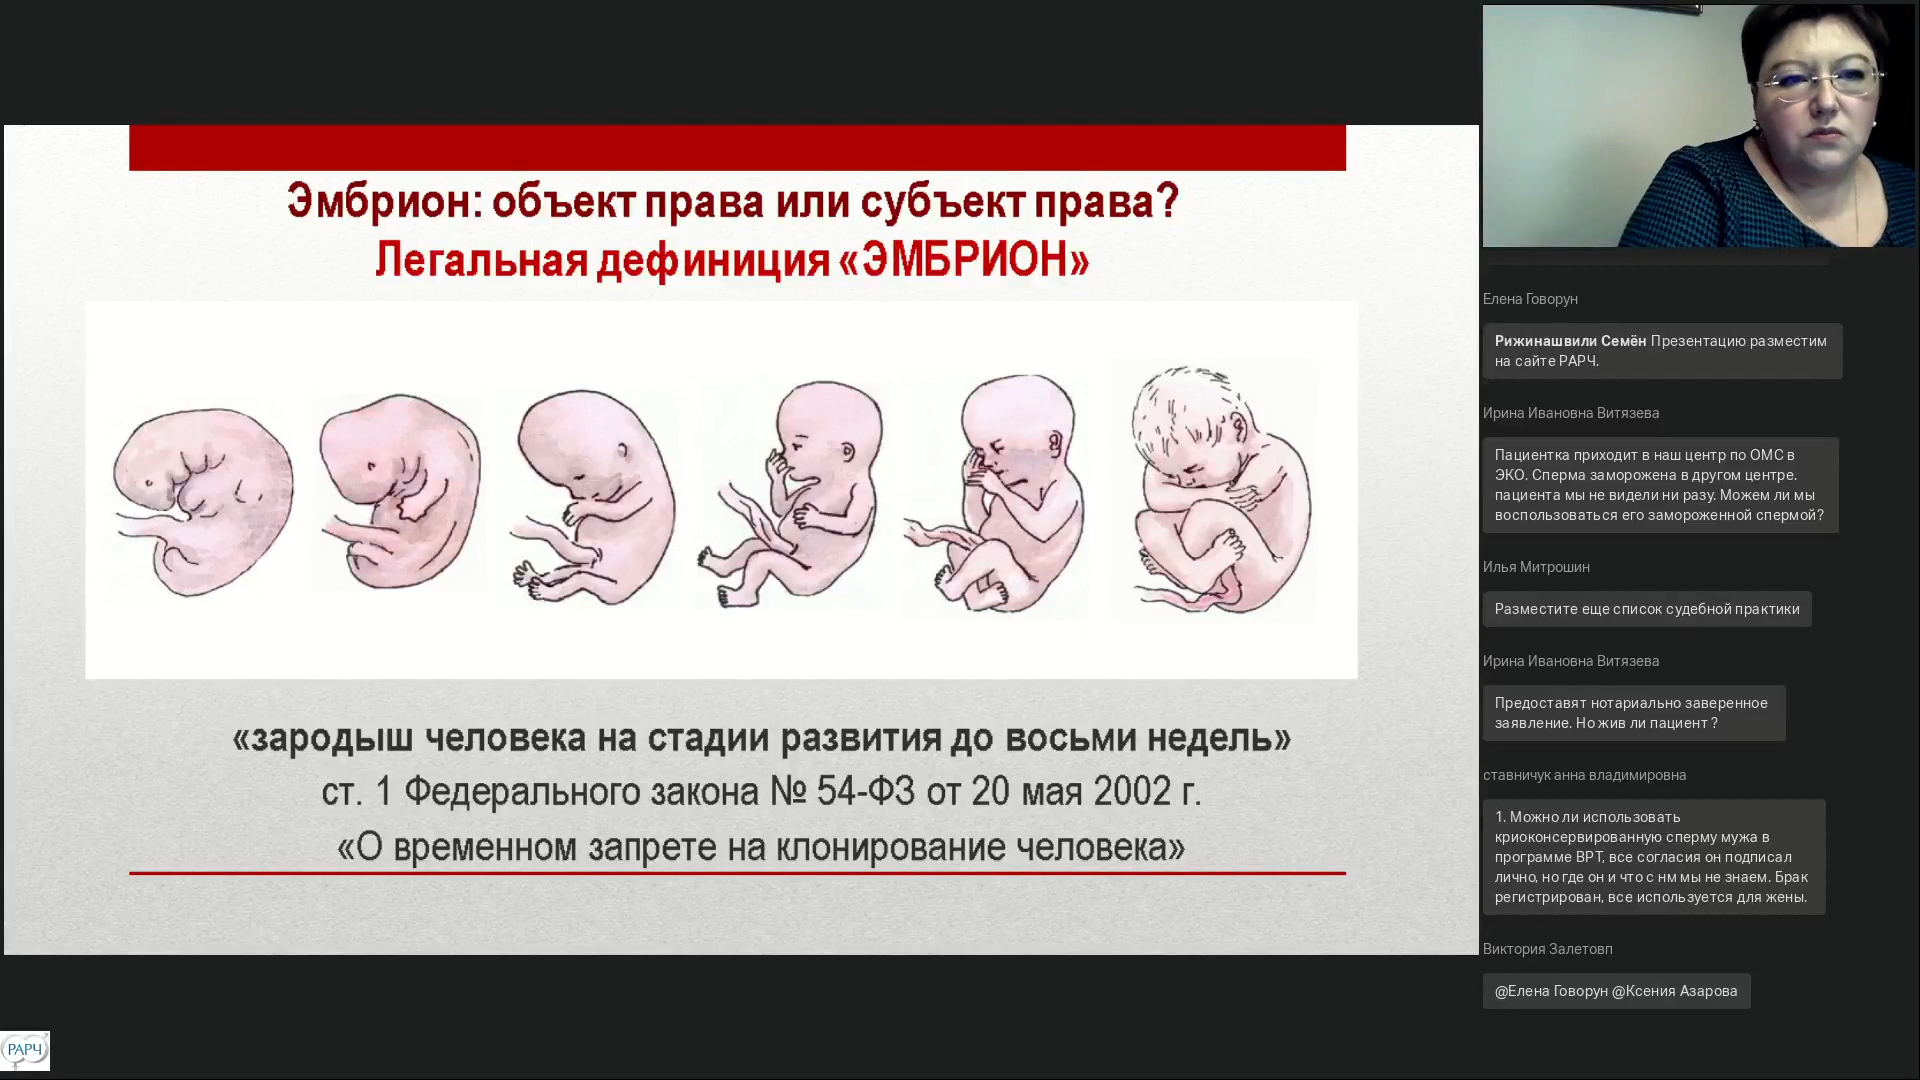 Эмбрион: объект права или субъект права?
Легальная дефиниция «ЭМБРИОН»
«зародыш человека на стадии развития до восьми недель»
ст. 1 Федерального закона № 54-ФЗ от 20 мая 2002 г.
«О временном запрете на клонирование человека»
РАРЧ
Елена Говорун
Рижинашвили Семён Презентацию разместим
на сайте РАРЧ.
Ирина Ивановна Витязева
Пациентка приходит в наш центр по ОМС в
ЭКО. Сперма заморожена в другом центре.
пациента мы не видели ни разу. Можем ли мы
воспользоваться его замороженной спермой?
Илья Митрошин
Разместите еще список судебной практики
Ирина Ивановна Витязева
Предоставят нотариально заверенное
заявление. Но жив ли пациент ?
ставничук анна владимировна
1. Можно ли использовать
криоконсервированную сперму мужа в
программе ВРТ, все согласия он подписал
лично, но где он и что с нм мы не знаем. Брак
регистрирован, все используется для жены.
Виктория Залетовп
@Елена Говорун @Ксения Азарова